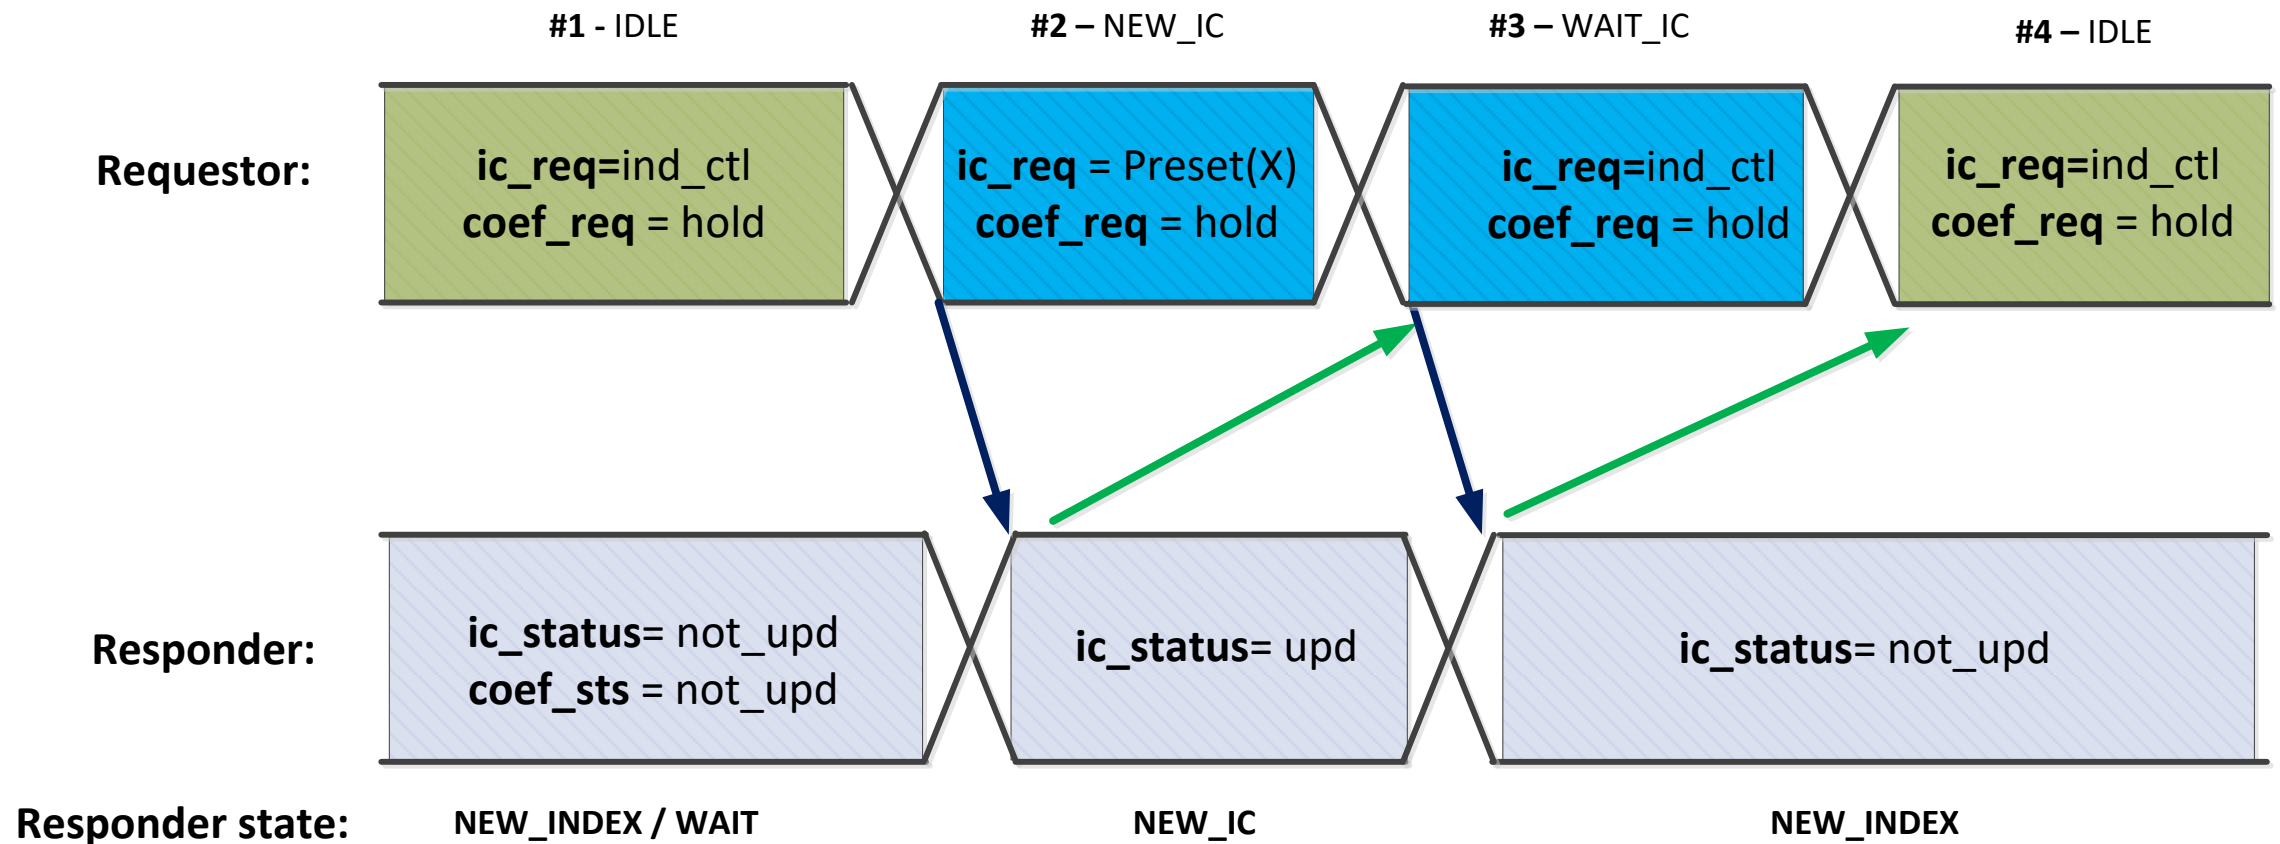 #1 - IDLE
#2 – NEW_IC
#3 – WAIT_IC
#4 – IDLE
Requestor:
ic_req=ind_ctl
coef_req = hold
ic_req = Preset(X)
coef_req = hold
ic_req=ind_ctl
coef_req = hold
ic_req=ind_ctl
coef_req = hold
Responder:
ic_status= not_upd
coef_sts = not_upd
ic_status= upd
ic_status= not_upd
Responder state:
NEW_INDEX / WAIT
NEW_IC
NEW_INDEX